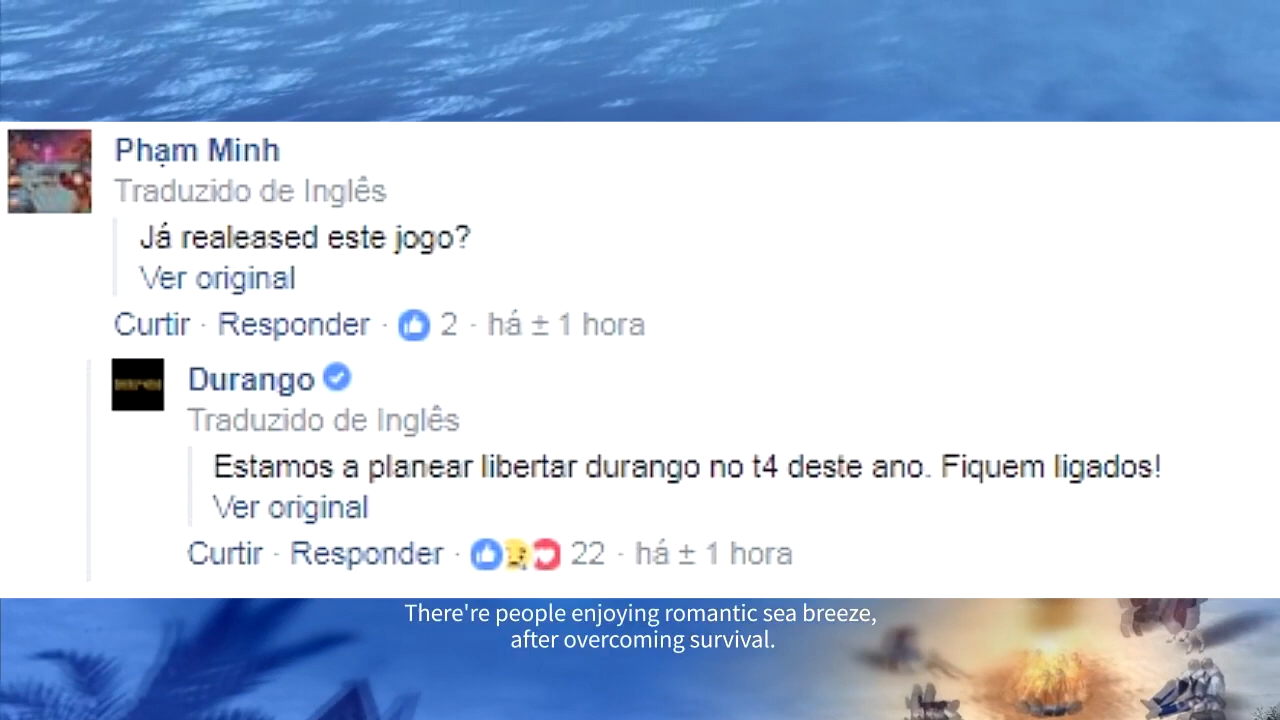 Phạm Minh
Traduzido de Inglês
Já realeased este jogo?
Ver original
Curtir · Responder · 2 · há ± 1 hora
Durango
Traduzido de Inglês
Estamos a planear libertar durango no t4 deste ano. Fiquem ligados!
Ver original
Curtir · Responder · 22 · há ± 1 hora
There're people enjoying romantic sea breeze,
after overcoming survival.